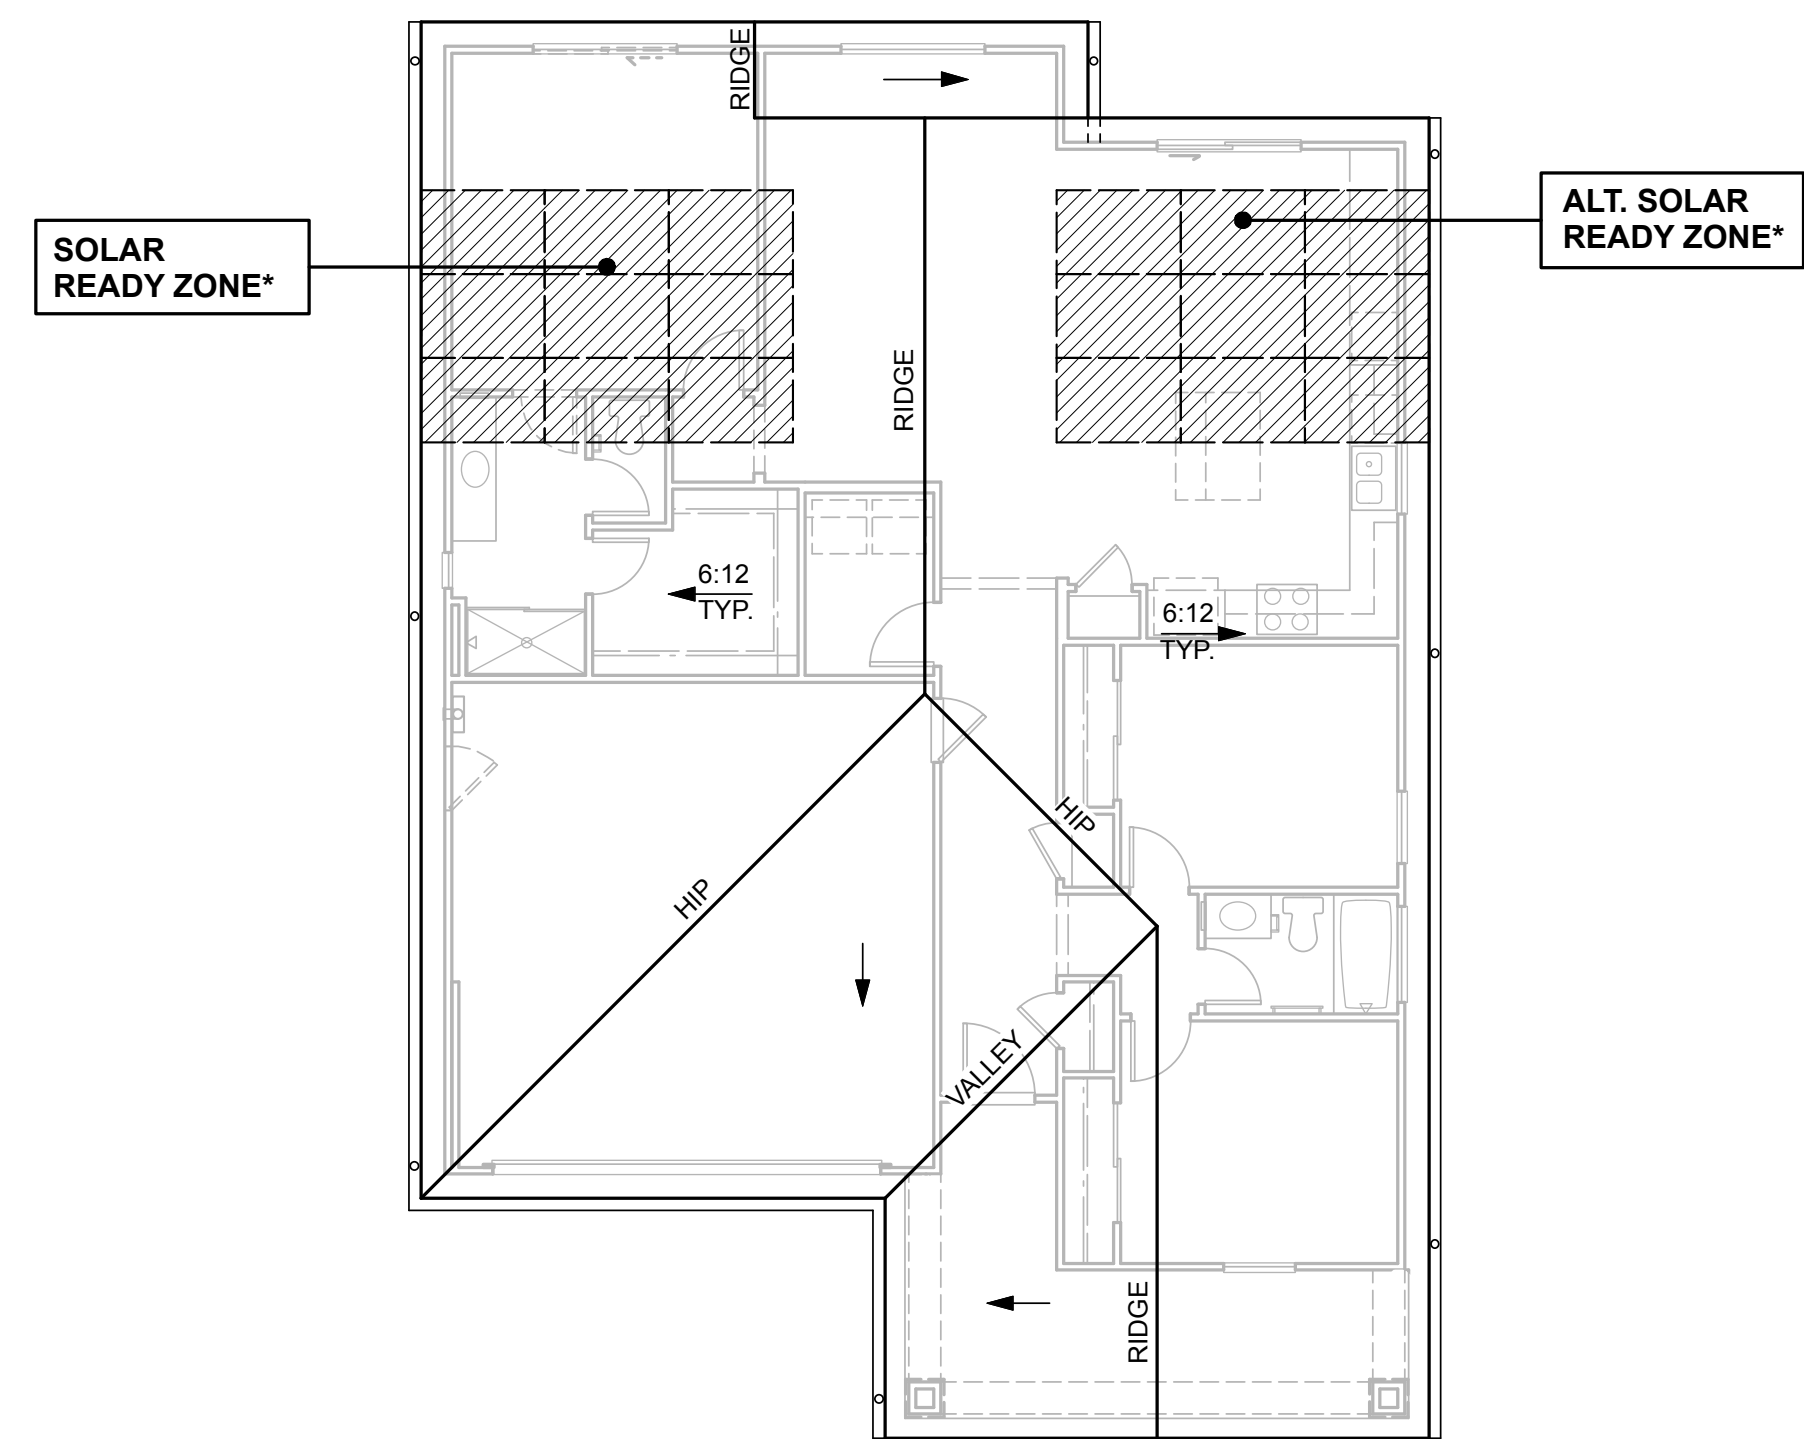 RIDGE
ALT. SOLAR
READY ZONE*
SOLAR
READY ZONE*
RIDGE
6:12
TYP.
6:12
TYP.
HIP
HIP
VALLEY
RIDGE